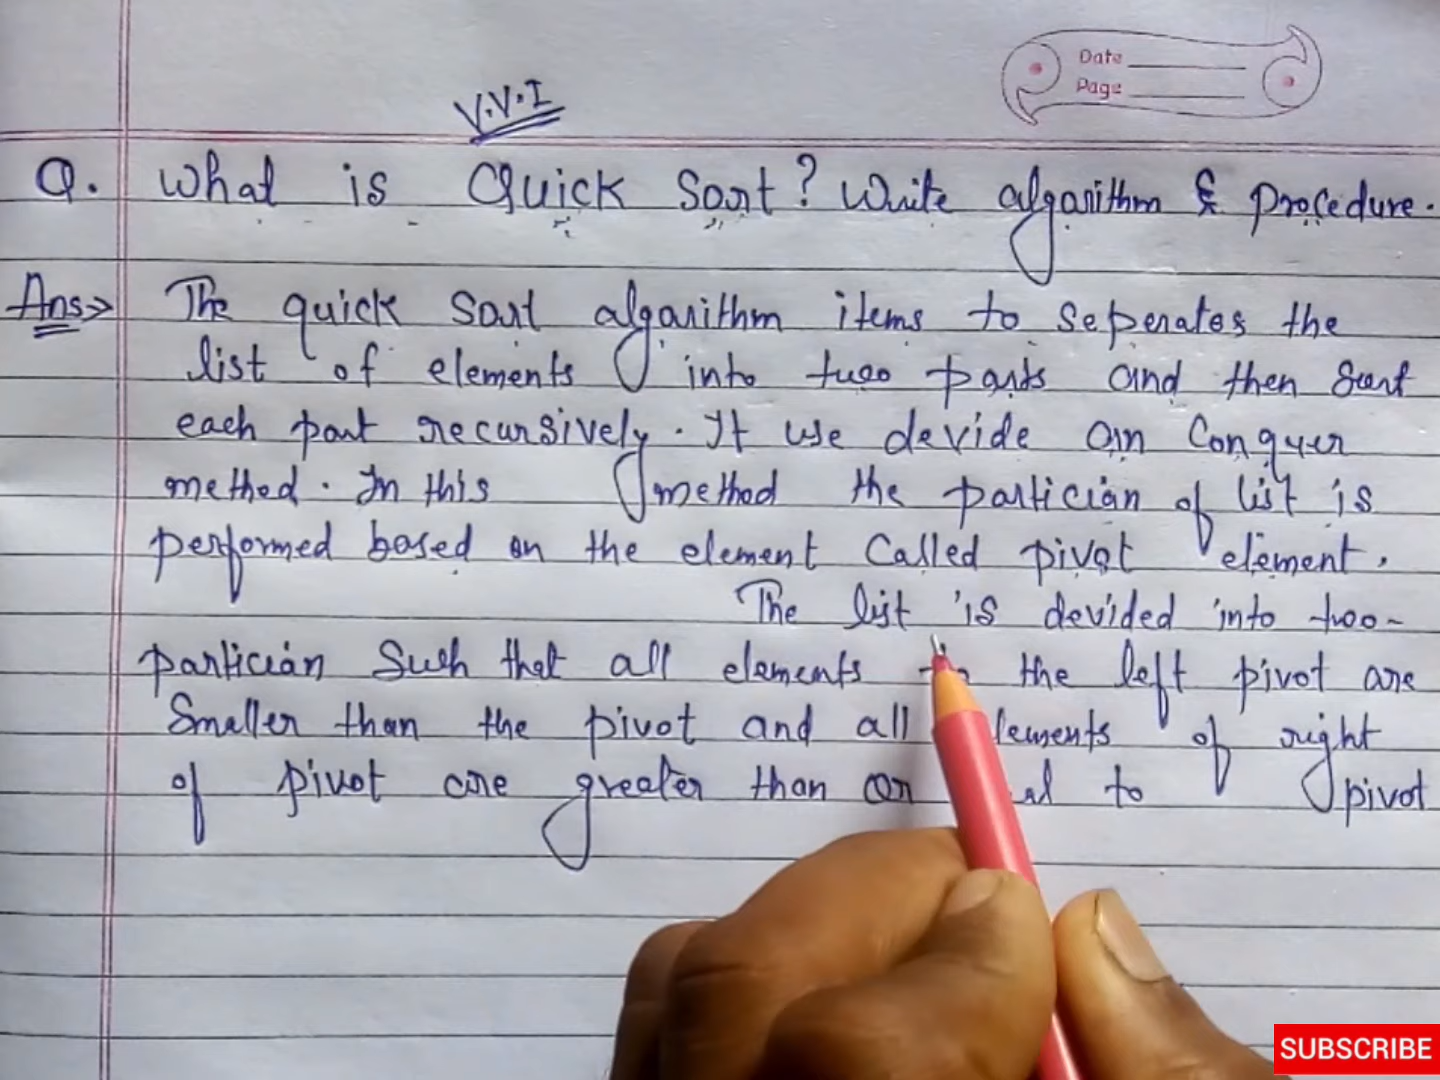 Date
Page
V.V.I
Q. What is Quick Sort? Write algorithm & procedure.
Ans> The quick Sort algorithm items to seperates the
list of elements into two parts and then Sort
each part recursively. It use devide an Conquer
method. In this method the partician of list is
performed based on the element Called pivot element.
The list is devided into two-
partician Such that all elements the left pivot are
Smaller than the pivot and all lements of right
of pivot are greater than or al to pivot
SUBSCRIBE